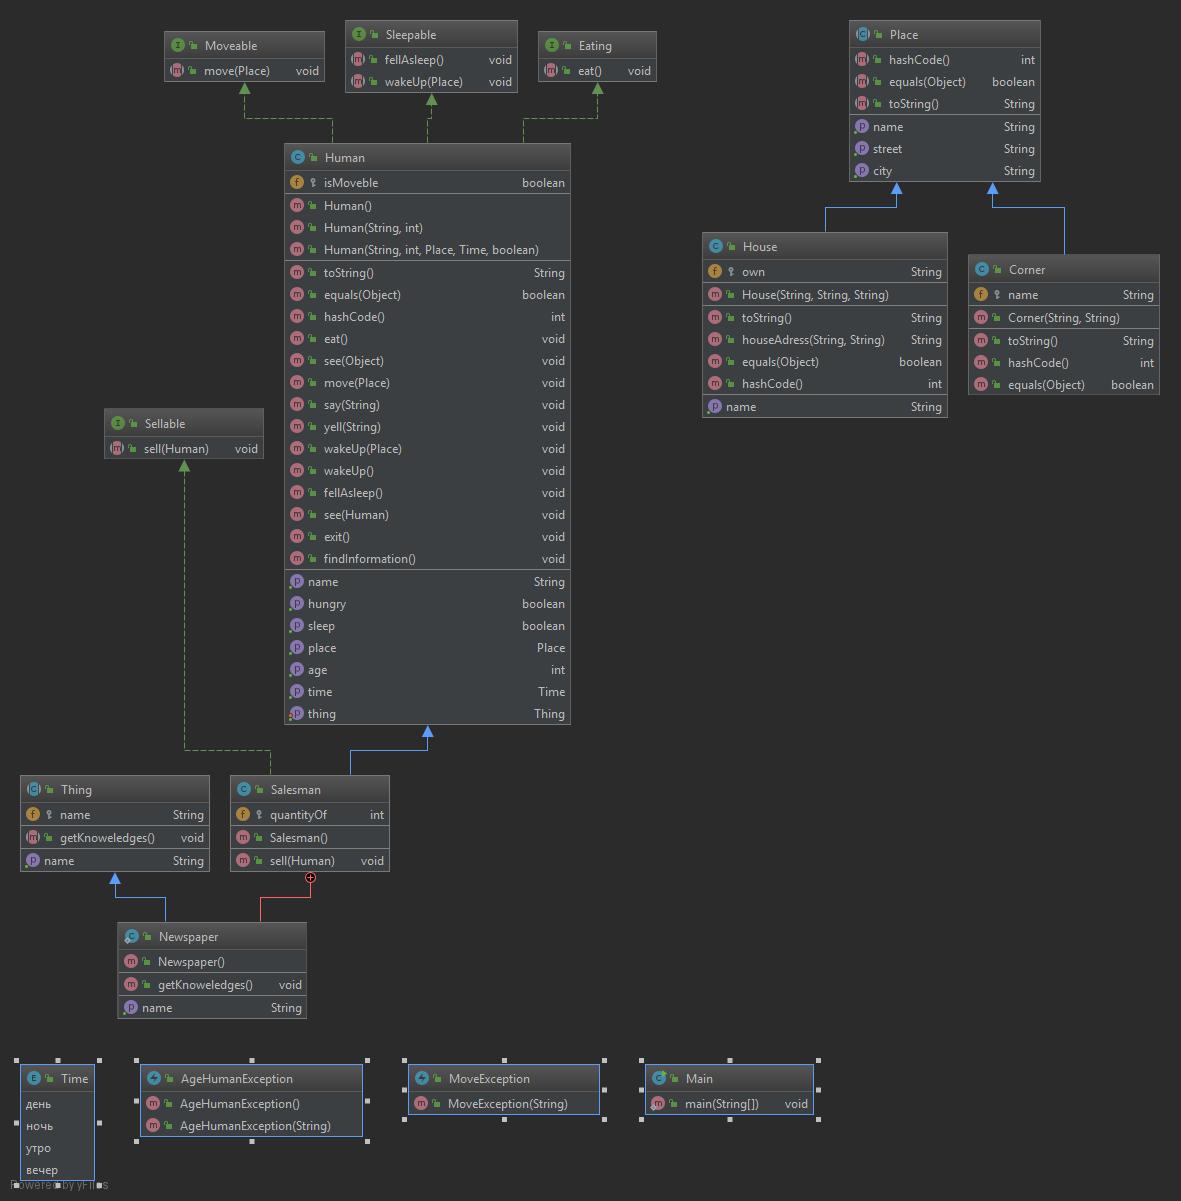 Moveable
move(Place) void
Sleepable
fellAsleep() void
wakeUp(Place) void
Eating
eat() void
Place
hashCode() int
equals(Object) boolean
toString() String
name String
street String
city String
Human
isMoveble boolean
Human()
Human(String, int)
Human(String, int, Place, Time, boolean)
toString() String
equals(Object) boolean
hashCode() int
eat() void
see(Object) void
move(Place) void
say(String) void
yell(String) void
wakeUp(Place) void
wakeUp() void
fellAsleep() void
see(Human) void
exit() void
findInformation() void
name String
hungry boolean
sleep boolean
place Place
age int
time Time
thing Thing
House
own String
House(String, String, String)
toString() String
houseAdress(String, String) String
equals(Object) boolean
hashCode() int
name String
Corner
name String
Corner(String, String)
toString() String
hashCode() int
equals(Object) boolean
Sellable
sell(Human) void
Thing
name String
getKnoweledges() void
name String
Salesman
quantityOf int
Salesman()
sell(Human) void
Newspaper
Newspaper()
getKnoweledges() void
name String
Time
день
ночь
утро
вечер
AgeHumanException
AgeHumanException()
AgeHumanException(String)
MoveException
MoveException(String)
Main
main(String[]) void
Powered by yFiles